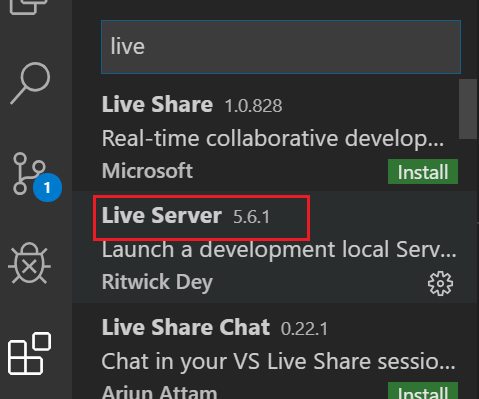 live
Live Share 1.0.828
Real-time collaborative develop...
Microsoft Install
1
Live Server 5.6.1
Launch a development local Serv...
Ritwick Dey
Live Share Chat 0.22.1
Chat in your VS Live Share sessio...
Arjun Attam Install